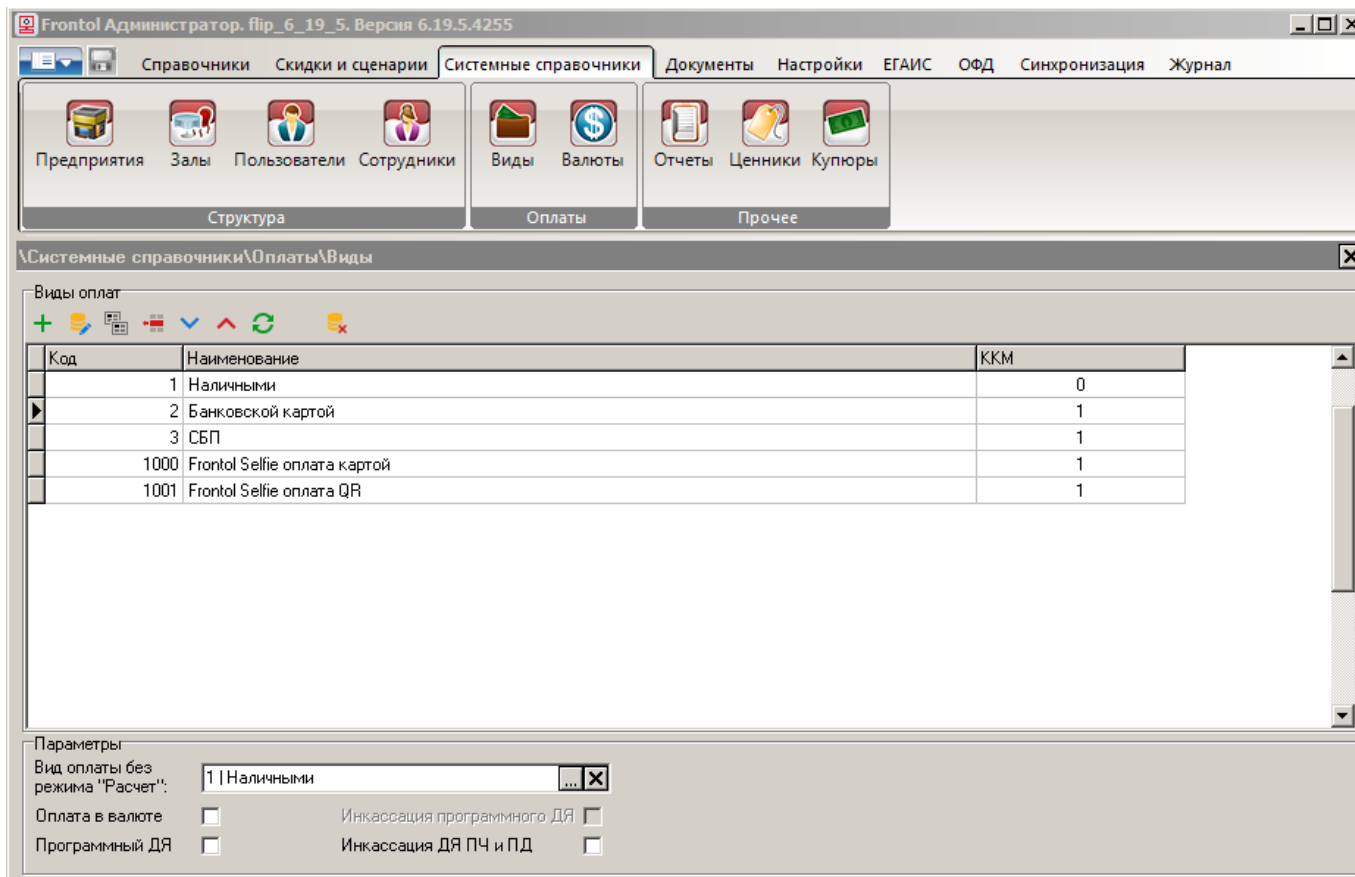 Frontol Администратор. flip_6_19_5. Версия 6.19.5.4255
Справочники Скидки и сценарии Системные справочники Документы Настройки ЕГАИС ОФД Синхронизация Журнал
Предприятия Залы Пользователи Сотрудники Виды Валюты Отчеты Ценники Купюры
Структура Оплаты Прочее
\Системные справочники\Оплаты\Виды
Виды оплат
Код Наименование ККМ
1 Наличными 0
2 Банковской картой 1
3 СБП 1
1000 Frontol Selfie оплата картой 1
1001 Frontol Selfie оплата QR 1
Параметры
Вид оплаты без
режима "Расчет": 1 | Наличными ...
Оплата в валюте Инкассация программного ДЯ
Программный ДЯ Инкассация ДЯ ПЧ и ПД